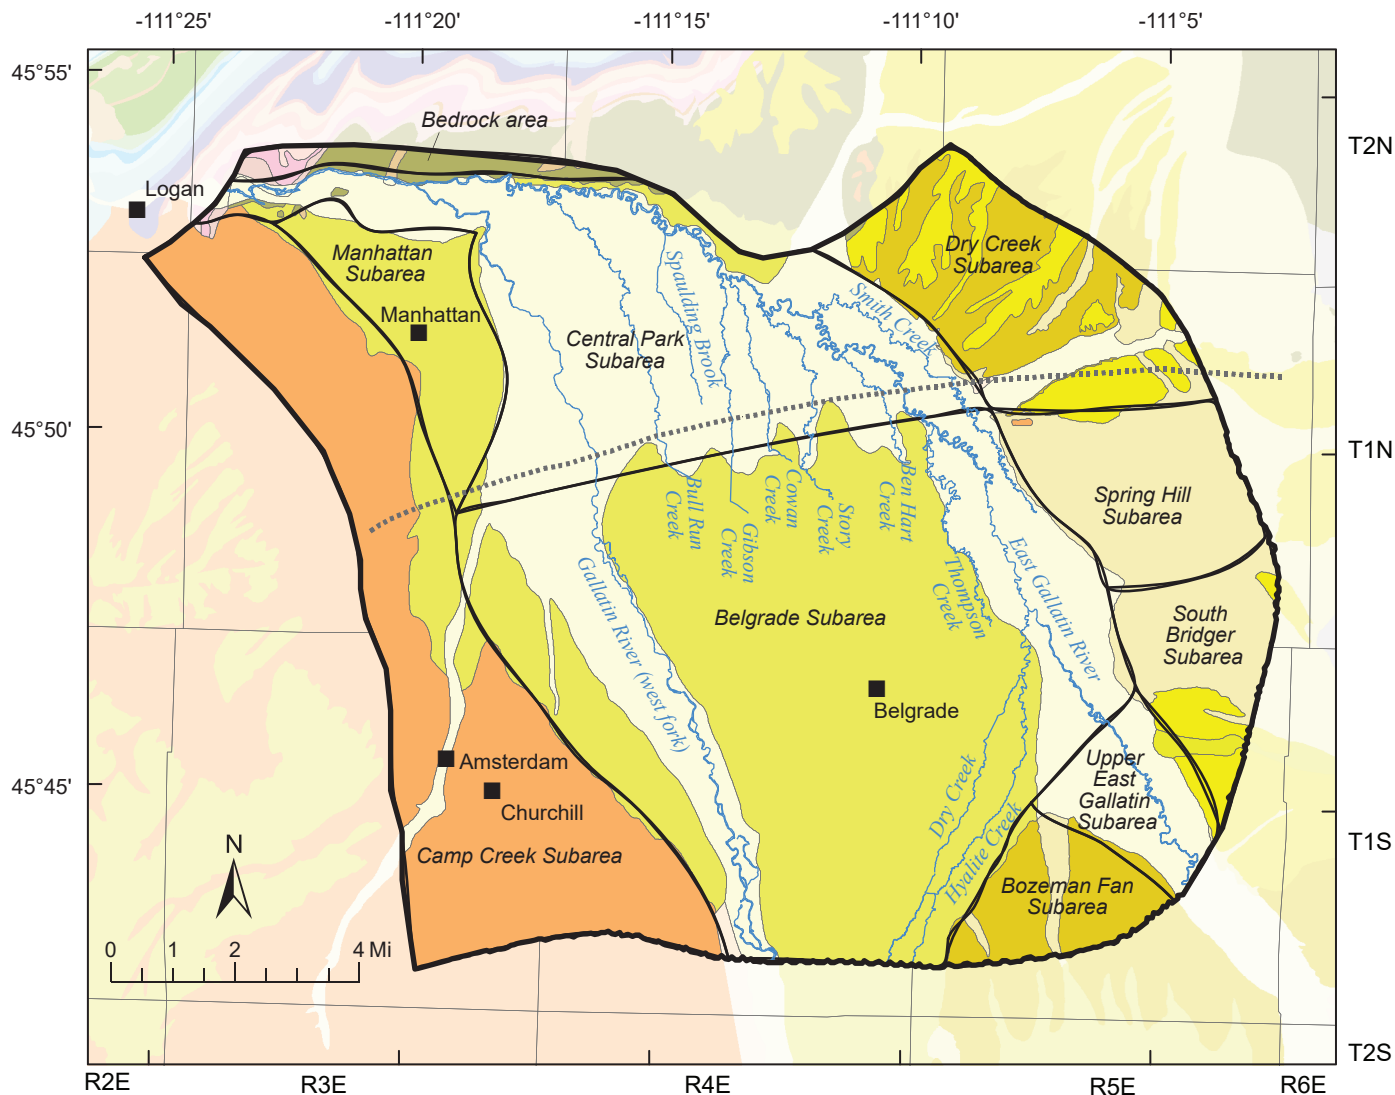 -111°25'
-111°20'
-111°15'
-111°10'
-111°5'
45°55'
T2N
Bedrock area
Logan
Manhattan
Subarea
Dry Creek
Subarea
Manhattan
Central Park
Subarea
Spaulding Brook
Smith Creek
45°50'
T1N
Bull Run
Creek
Gibson
Creek
Cowan
Creek
Story
Creek
Ben Hart
Creek
Thompson
Creek
Spring Hill
Subarea
East Gallatin River
Gallatin River (west fork)
Belgrade Subarea
South
Bridger
Subarea
Belgrade
Amsterdam
Churchill
45°45'
Upper
East
Gallatin
Subarea
Dry Creek
Hyalite Creek
T1S
Camp Creek Subarea
Bozeman Fan
Subarea
N
0
1
2
4 Mi
T2S
R2E
R3E
R4E
R5E
R6E